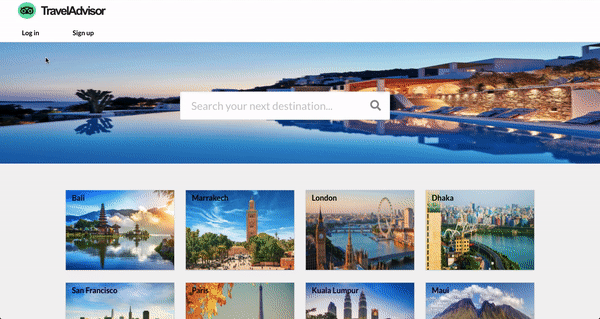 TravelAdvisor
Log in
Sign up
Search your next destination...
Bali
Marrakech
London
Dhaka
San Francisco
Paris
Kuala Lumpur
Maui